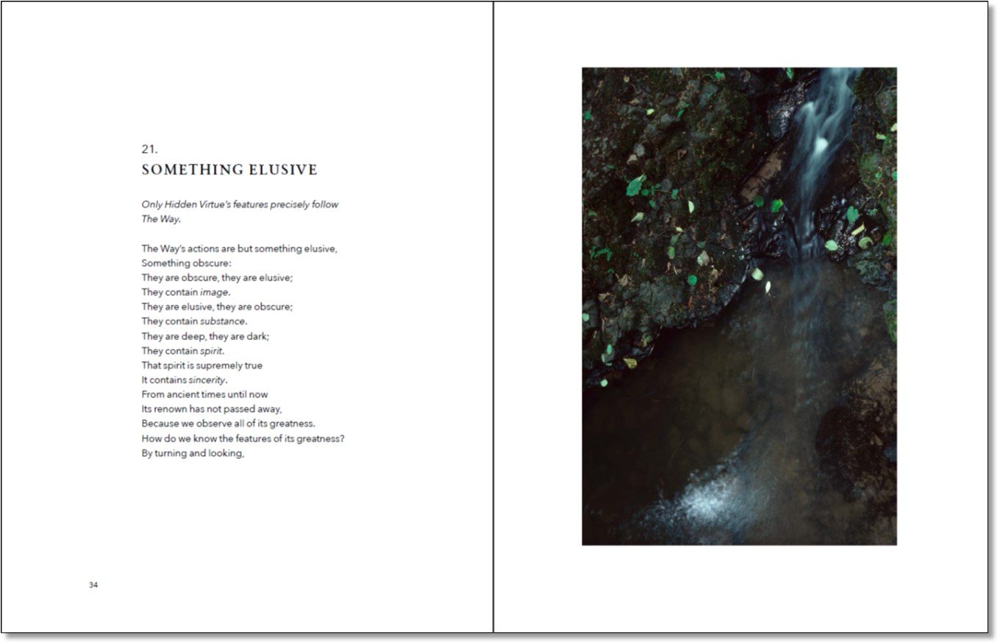 21.
SOMETHING ELUSIVE
Only Hidden Virtue's features precisely follow
The Way.
The Way's actions are but something elusive,
Something obscure:
They are obscure, they are elusive;
They contain image.
They are elusive, they are obscure;
They contain substance.
They are deep, they are dark;
They contain spirit.
That spirit is supremely true
It contains sincerity.
From ancient times until now
Its renown has not passed away,
Because we observe all of its greatness.
How do we know the features of its greatness?
By turning and looking,
34